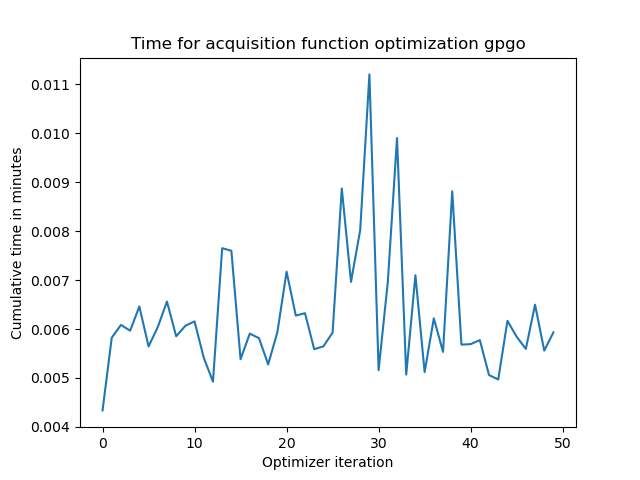 Time for acquisition function optimization gpgo
0.011
0.010
0.009
0.008
0.007
0.006
0.005
0.004
Cumulative time in minutes
0 10 20 30 40 50
Optimizer iteration